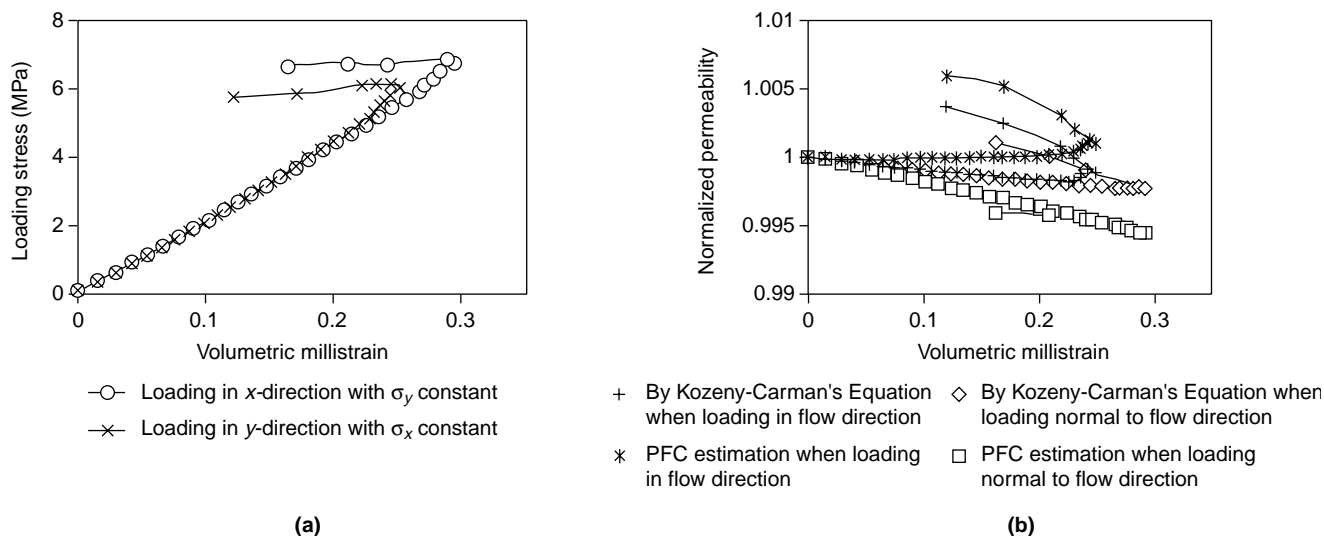 8
6
4
2
0
Loading stress (MPa)
0
0.1
0.2
0.3
Volumetric millistrain
Loading in x-direction with σy constant
Loading in y-direction with σx constant
(a)
1.01
1.005
1
0.995
0.99
Normalized permeability
0
0.1
0.2
0.3
Volumetric millistrain
By Kozeny-Carman's Equation
when loading in flow direction
By Kozeny-Carman's Equation when
loading normal to flow direction
PFC estimation when loading
in flow direction
PFC estimation when loading
normal to flow direction
(b)